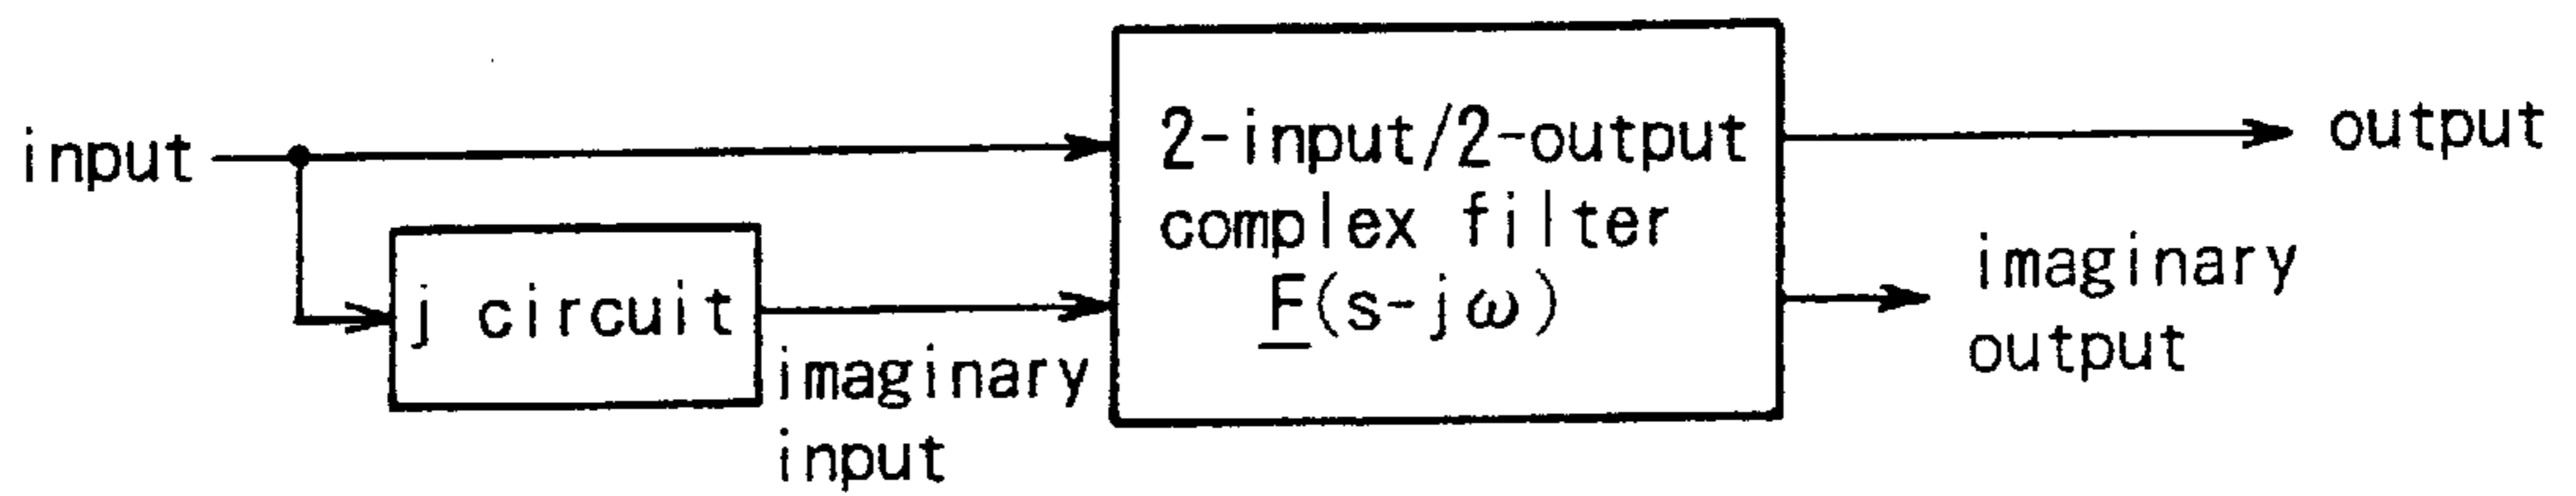 input
j circuit
imaginary
input
2-input/2-output
complex filter
F(s-jω)
output
imaginary
output